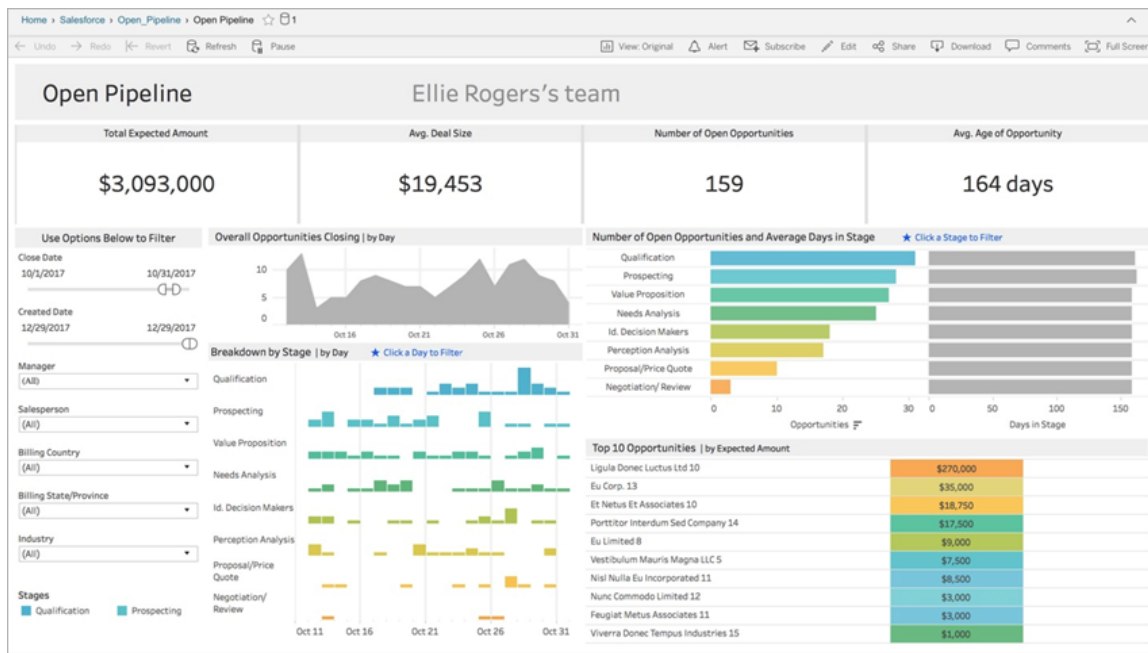 Home › Salesforce › Open_Pipeline › Open Pipeline 1
Undo Redo Revert Refresh Pause View: Original Alert Subscribe Edit Share Download Comments Full Screen
Open Pipeline Ellie Rogers's team
Total Expected Amount
$3,093,000
Avg. Deal Size
$19,453
Number of Open Opportunities
159
Avg. Age of Opportunity
164 days
Use Options Below to Filter
Close Date
10/1/2017 10/31/2017
Created Date
12/29/2017 12/29/2017
Manager
(All)
Salesperson
(All)
Billing Country
(All)
Billing State/Province
(All)
Industry
(All)
Stages
Qualification Prospecting
Overall Opportunities Closing | by Day
10
5
0
Oct 16 Oct 21 Oct 26 Oct 31
Breakdown by Stage | by Day ★ Click a Day to Filter
Qualification
Prospecting
Value Proposition
Needs Analysis
Id. Decision Makers
Perception Analysis
Proposal/Price
Quote
Negotiation/
Review
Oct 11 Oct 16 Oct 21 Oct 26 Oct 31
Number of Open Opportunities and Average Days in Stage ★ Click a Stage to Filter
Qualification
Prospecting
Value Proposition
Needs Analysis
Id. Decision Makers
Perception Analysis
Proposal/Price Quote
Negotiation/ Review
0 10 20 30 0 50 100 150
Opportunities Days in Stage
Top 10 Opportunities | by Expected Amount
Ligula Donec Luctus Ltd 10 $270,000
Eu Corp. 13 $35,000
Et Netus Et Associates 10 $18,750
Porttitor Interdum Sed Company 14 $17,500
Eu Limited 8 $9,000
Vestibulum Mauris Magna LLC 5 $7,500
Nisl Nulla Eu Incorporated 11 $8,500
Nunc Commodo Limited 12 $3,000
Feugiat Metus Associates 11 $3,000
Viverra Donec Tempus Industries 15 $1,000